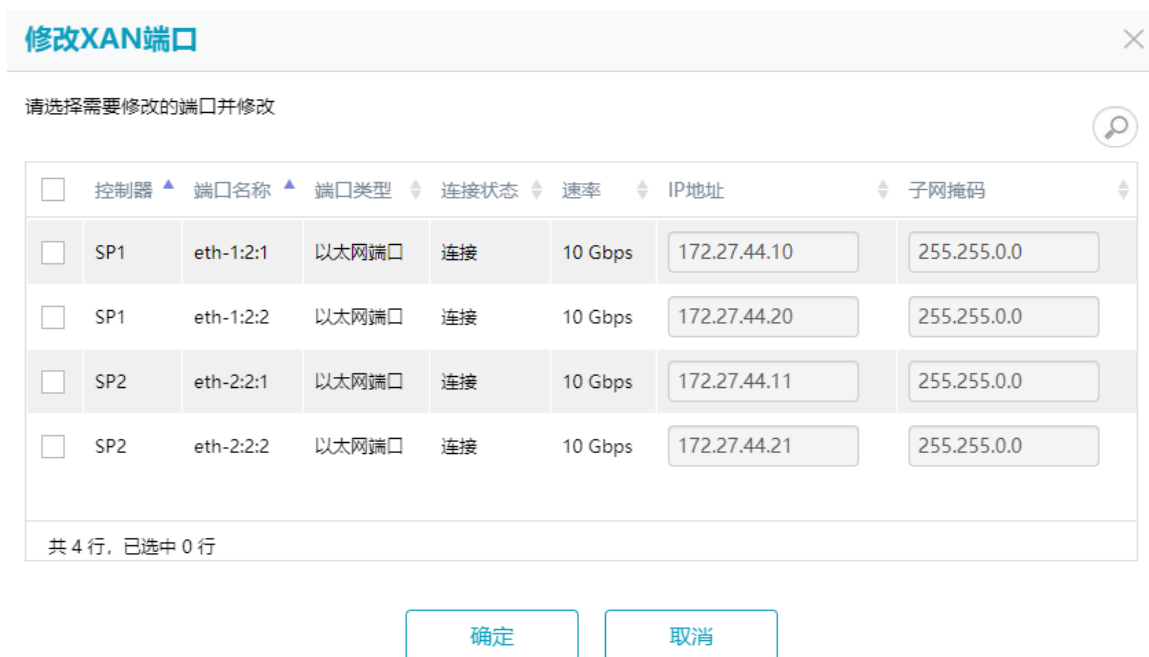 修改XAN端口
请选择需要修改的端口并修改
控制器 端口名称 端口类型 连接状态 速率 IP地址 子网掩码
SP1 eth-1:2:1 以太网端口 连接 10 Gbps 172.27.44.10 255.255.0.0
SP1 eth-1:2:2 以太网端口 连接 10 Gbps 172.27.44.20 255.255.0.0
SP2 eth-2:2:1 以太网端口 连接 10 Gbps 172.27.44.11 255.255.0.0
SP2 eth-2:2:2 以太网端口 连接 10 Gbps 172.27.44.21 255.255.0.0
共 4 行, 已选中 0 行
确定 取消